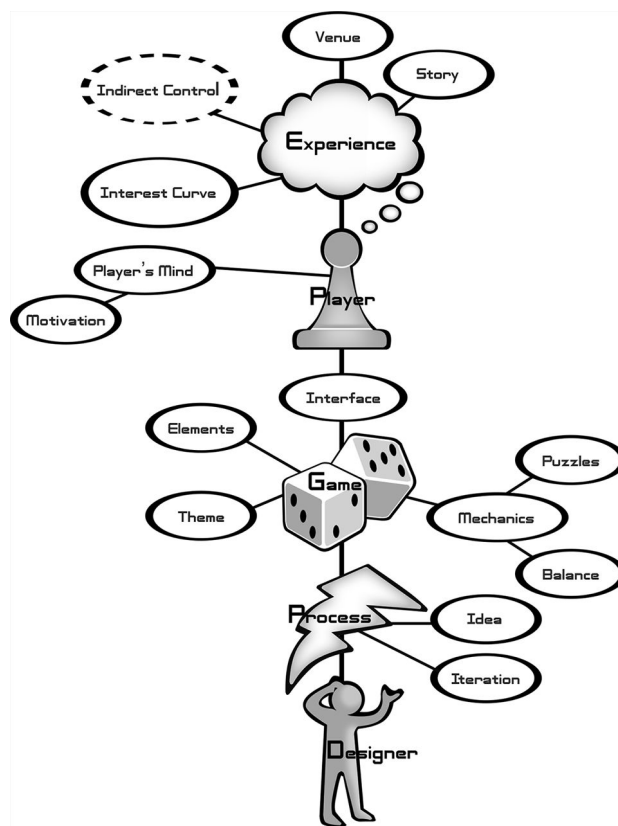 Venue
Story
Indirect Control
Experience
Interest Curve
Player's Mind
Player
Motivation
Interface
Elements
Puzzles
Game
Theme
Mechanics
Balance
Process
Idea
Iteration
Designer